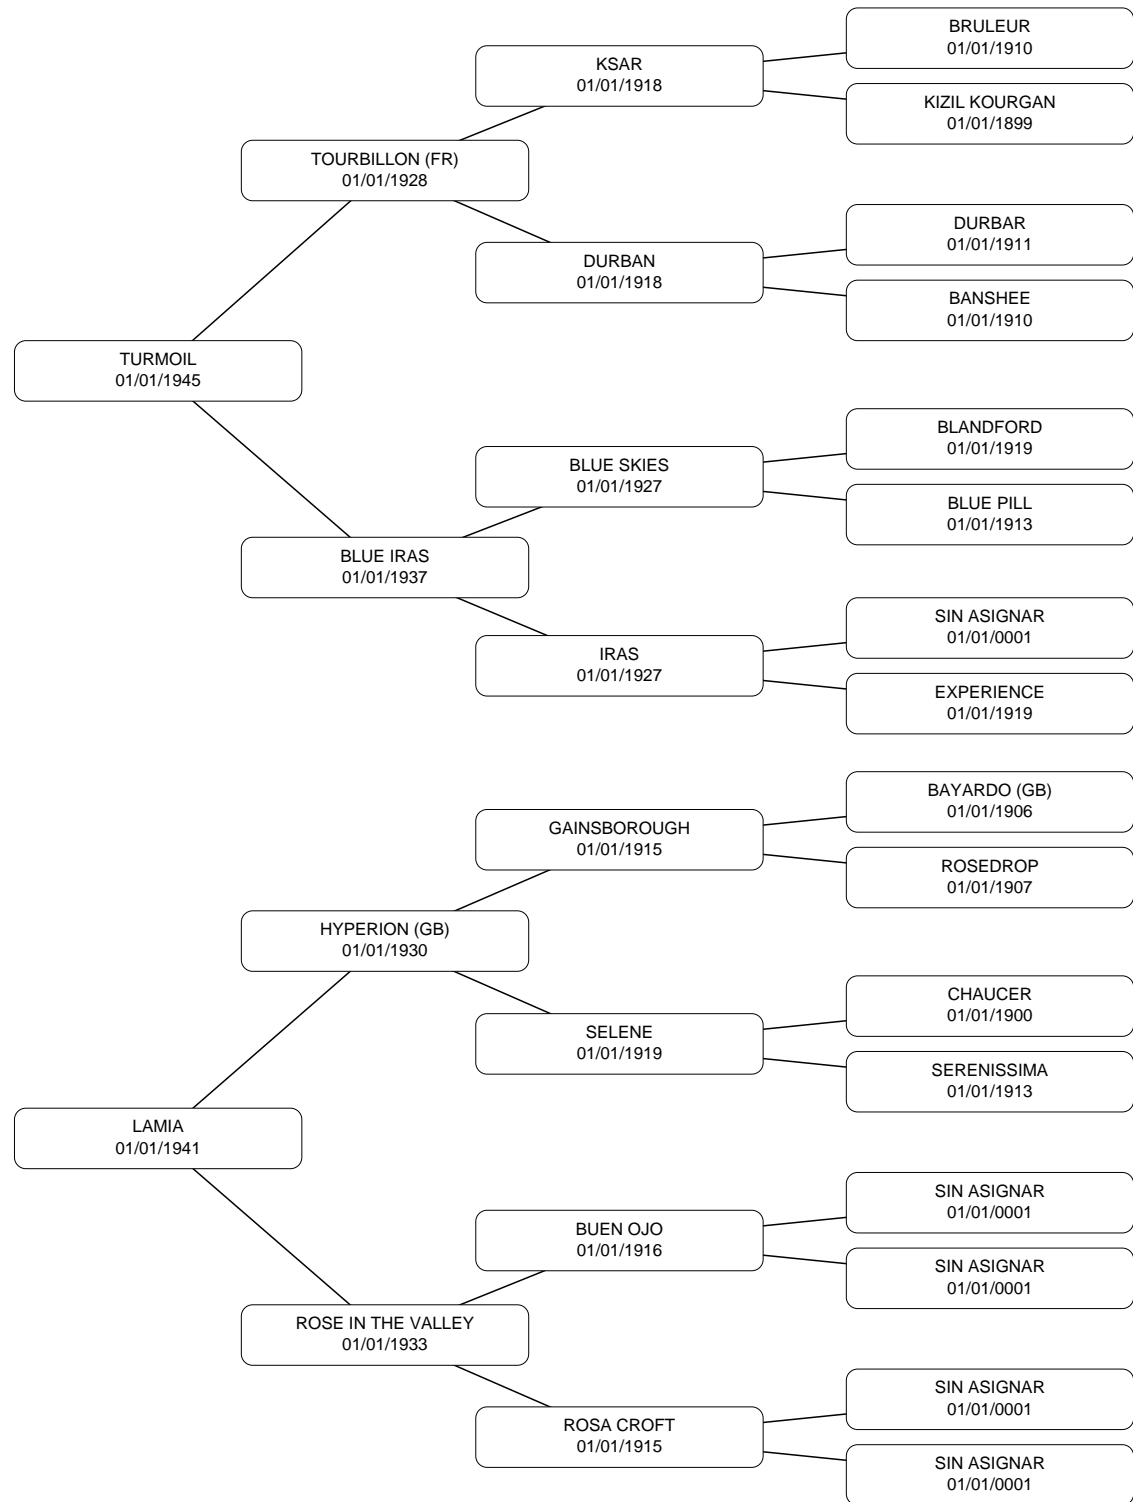 BRULEUR
01/01/1910
KSAR
01/01/1918
KIZIL KOURGAN
01/01/1899
TOURBILLON (FR)
01/01/1928
DURBAR
01/01/1911
DURBAN
01/01/1918
BANSHEE
01/01/1910
TURMOIL
01/01/1945
BLANDFORD
01/01/1919
BLUE SKIES
01/01/1927
BLUE PILL
01/01/1913
BLUE IRAS
01/01/1937
SIN ASIGNAR
01/01/0001
IRAS
01/01/1927
EXPERIENCE
01/01/1919
BAYARDO (GB)
01/01/1906
GAINSBOROUGH
01/01/1915
ROSEDROP
01/01/1907
HYPERION (GB)
01/01/1930
CHAUCER
01/01/1900
SELENE
01/01/1919
SERENISSIMA
01/01/1913
LAMIA
01/01/1941
SIN ASIGNAR
01/01/0001
BUEN OJO
01/01/1916
SIN ASIGNAR
01/01/0001
ROSE IN THE VALLEY
01/01/1933
SIN ASIGNAR
01/01/0001
ROSA CROFT
01/01/1915
SIN ASIGNAR
01/01/0001